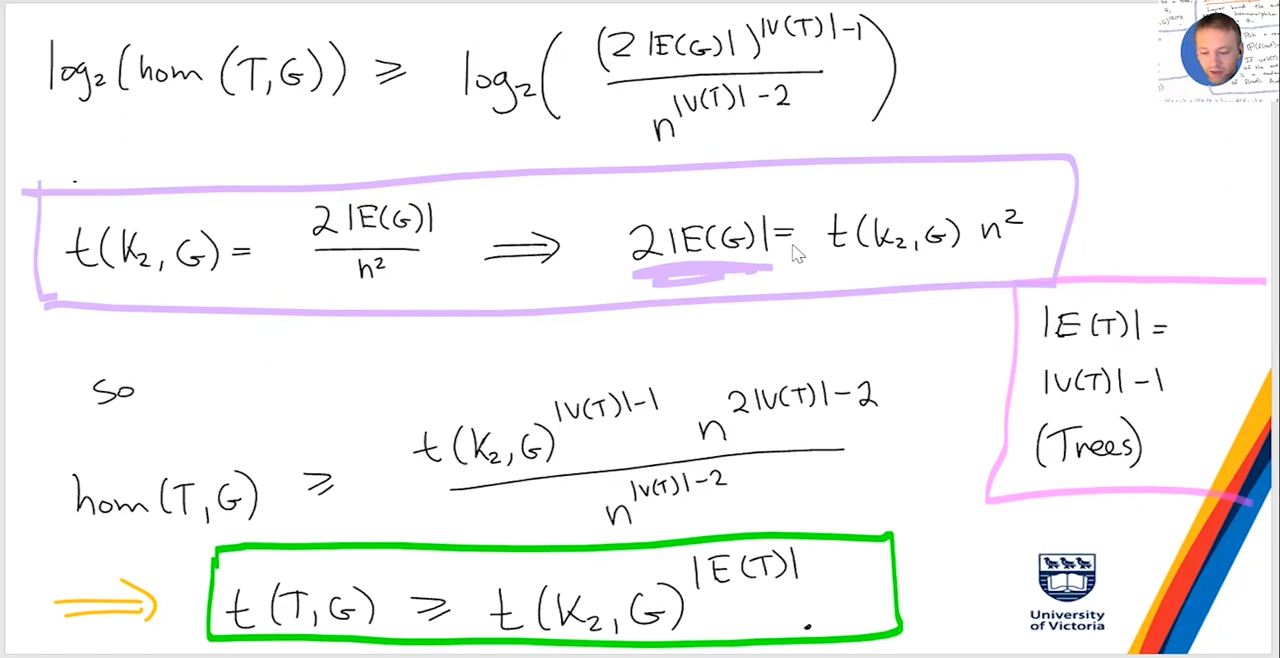 log₂(hom (T,G)) ⩾ log₂( (2|E(G)|)^{|V(T)|-1} / n^{|V(T)|-2} )
t(K₂,G) = 2|E(G)| / n² ⟹ 2|E(G)| = t(K₂,G) n²
|E(T)| =
|V(T)|-1
(Trees)
so
hom(T,G) ⩾ t(K₂,G)^{|V(T)|-1} n^{2|V(T)|-2} / n^{|V(T)|-2}
⟹ t(T,G) ⩾ t(K₂,G)^{|E(T)|}.
University
of Victoria